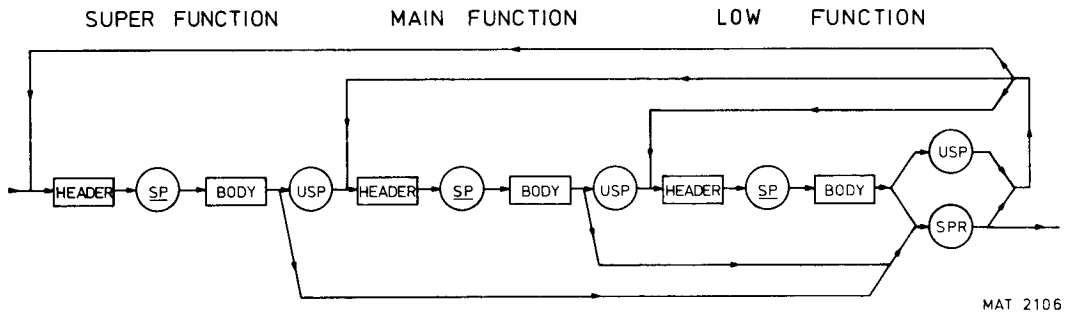 SUPER FUNCTION MAIN FUNCTION LOW FUNCTION
USP
HEADER SP BODY USP HEADER SP BODY USP HEADER SP BODY
SPR
MAT 2106